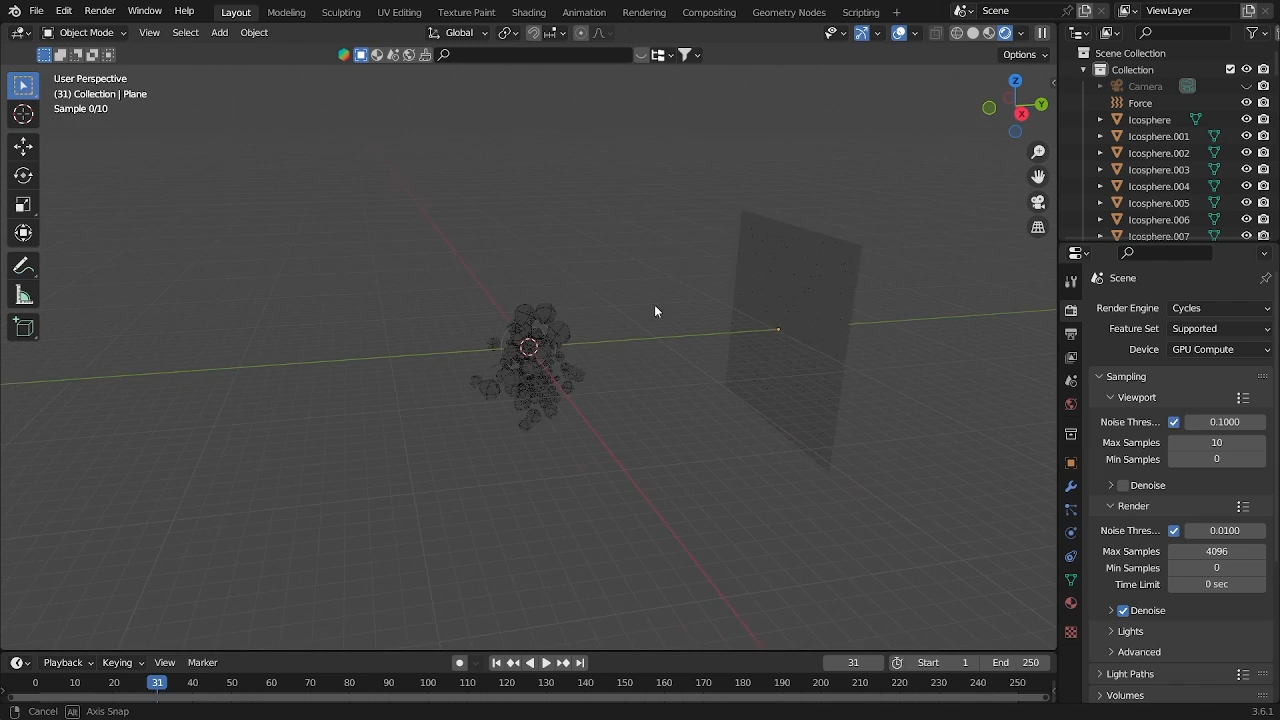 File Edit Render Window Help Layout Modeling Sculpting UV Editing Texture Paint Shading Animation Rendering Compositing Geometry Nodes Scripting + Scene ViewLayer
Object Mode View Select Add Object Global
Options
User Perspective
(31) Collection | Plane
Sample 0/10
Z
Y
X
Scene Collection
Collection
Camera
Force
Icosphere
Icosphere.001
Icosphere.002
Icosphere.003
Icosphere.004
Icosphere.005
Icosphere.006
Icosphere.007
Scene
Render Engine Cycles
Feature Set Supported
Device GPU Compute
Sampling
Viewport
Noise Thres... 0.1000
Max Samples 10
Min Samples 0
Denoise
Render
Noise Thres... 0.0100
Max Samples 4096
Min Samples 0
Time Limit 0 sec
Denoise
Lights
Advanced
Light Paths
Volumes
Playback Keying View Marker 31 Start 1 End 250
0 10 20 31 40 50 60 70 80 90 100 110 120 130 140 150 160 170 180 190 200 210 220 230 240 250
Cancel Alt Axis Snap 3.6.1